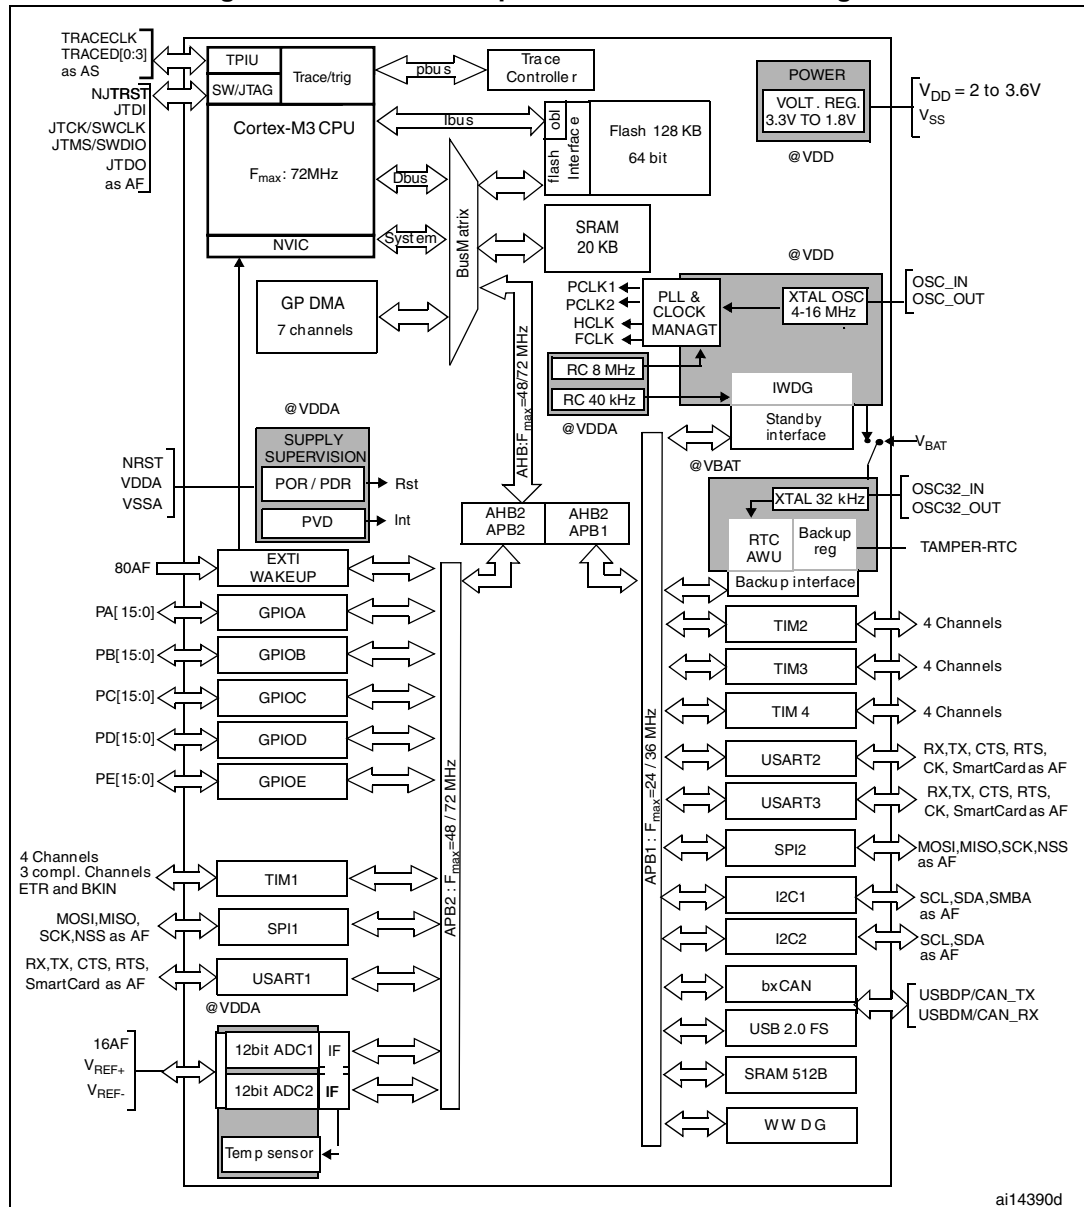 TRACECLK
TRACED[0:3]
as AS
NJTRST
JTDI
JTCK/SWCLK
JTMS/SWDIO
JTDO
as AF
TPIU
SW/JTAG
Trace/trig
Cortex-M3 CPU
Fmax: 72MHz
NVIC
pbus
Trace
Controller
Ibus
Dbus
System
BusMatrix
obl
flash
Interface
Flash 128 KB
64 bit
SRAM
20 KB
POWER
VOLT. REG.
3.3V TO 1.8V
@VDD
VDD = 2 to 3.6V
VSS
GP DMA
7 channels
AHB:Fmax=48/72 MHz
PCLK1
PCLK2
HCLK
FCLK
PLL &
CLOCK
MANAGT
@VDD
XTAL OSC
4-16 MHz
OSC_IN
OSC_OUT
RC 8 MHz
RC 40 kHz
@VDDA
IWDG
Standby
interface
VBAT
@VBAT
XTAL 32 kHz
OSC32_IN
OSC32_OUT
RTC
AWU
Backup
reg
TAMPER-RTC
Backup interface
@VDDA
SUPPLY
SUPERVISION
POR / PDR
Rst
PVD
Int
NRST
VDDA
VSSA
AHB2
APB2
AHB2
APB1
80AF
EXTI
WAKEUP
PA[15:0]
GPIOA
PB[15:0]
GPIOB
PC[15:0]
GPIOC
PD[15:0]
GPIOD
PE[15:0]
GPIOE
4 Channels
3 compl. Channels
ETR and BKIN
TIM1
MOSI,MISO,
SCK,NSS as AF
SPI1
RX,TX, CTS, RTS,
SmartCard as AF
USART1
@VDDA
16AF
VREF+
VREF-
12bit ADC1
IF
12bit ADC2
IF
Temp sensor
APB2 : Fmax=48 / 72 MHz
APB1 : Fmax=24 / 36 MHz
TIM2
4 Channels
TIM3
4 Channels
TIM 4
4 Channels
USART2
RX,TX, CTS, RTS,
CK, SmartCard as AF
USART3
RX,TX, CTS, RTS,
CK, SmartCard as AF
SPI2
MOSI,MISO,SCK,NSS
as AF
I2C1
SCL,SDA,SMBA
as AF
I2C2
SCL,SDA
as AF
bxCAN
USBDP/CAN_TX
USBDM/CAN_RX
USB 2.0 FS
SRAM 512B
WWDG
ai14390d